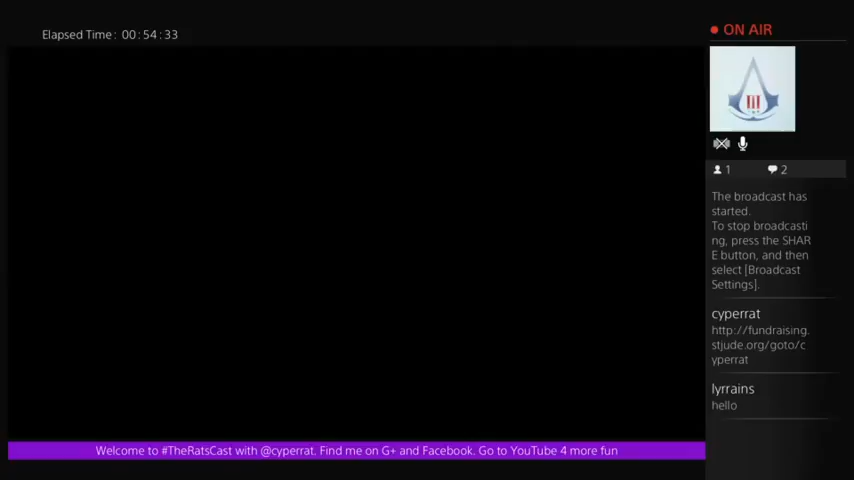 Elapsed Time: 00:54:33
ON AIR
III
1
2
The broadcast has
started.
To stop broadcasti
ng, press the SHAR
E button, and then
select [Broadcast
Settings].
cyperrat
http://fundraising.
stjude.org/goto/c
yperrat
lyrrains
hello
Welcome to #TheRatsCast with @cyperrat. Find me on G+ and Facebook. Go to YouTube 4 more fun